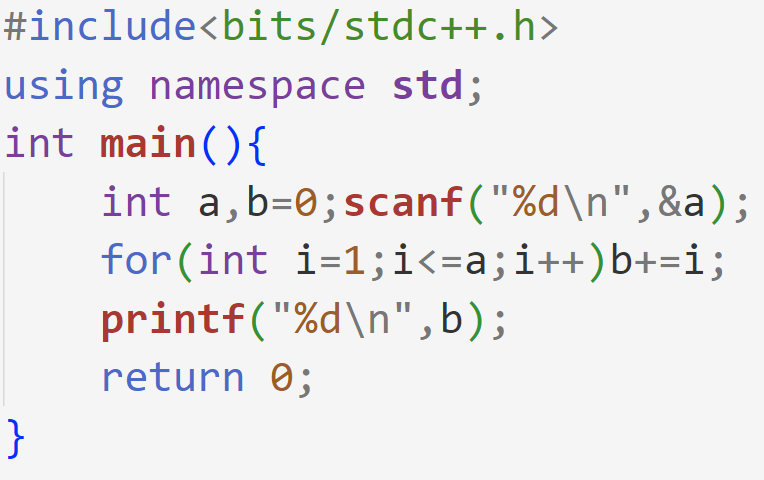 #include<bits/stdc++.h>
using namespace std;
int main(){
    int a,b=0;scanf("%d\n",&a);
    for(int i=1;i<=a;i++)b+=i;
    printf("%d\n",b);
    return 0;
}